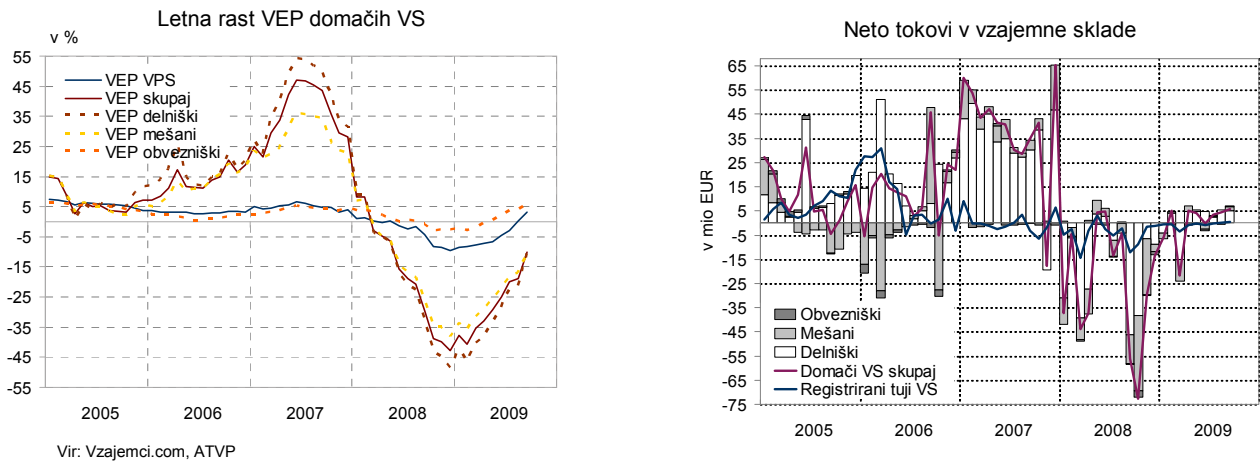 Letna rast VEP domačih VS
v %
55
45
35
25
15
5
-5
-15
-25
-35
-45
-55
VEP VPS
VEP skupaj
VEP delniški
VEP mešani
VEP obvezniški
2005 2006 2007 2008 2009
Vir: Vzajemci.com, ATVP
Neto tokovi v vzajemne sklade
v mio EUR
65
55
45
35
25
15
5
-5
-15
-25
-35
-45
-55
-65
-75
Obvezniški
Mešani
Delniški
Domači VS skupaj
Registrirani tuji VS
2005 2006 2007 2008 2009